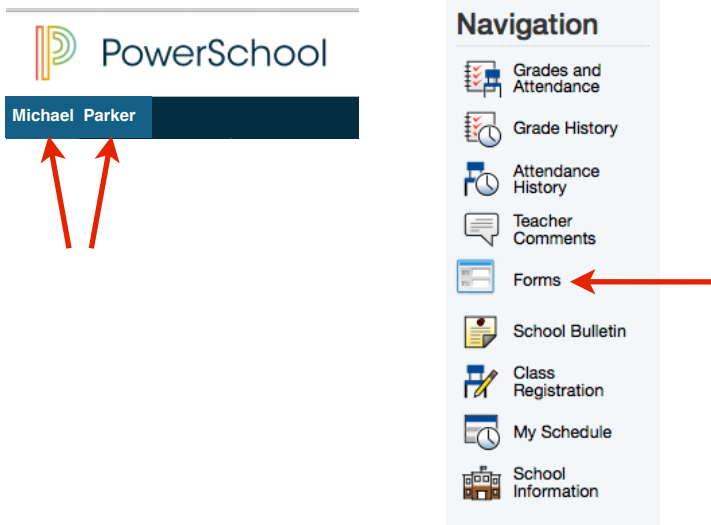 PowerSchool
Michael Parker
Navigation
Grades and
Attendance
Grade History
Attendance
History
Teacher
Comments
Forms
School Bulletin
Class
Registration
My Schedule
School
Information